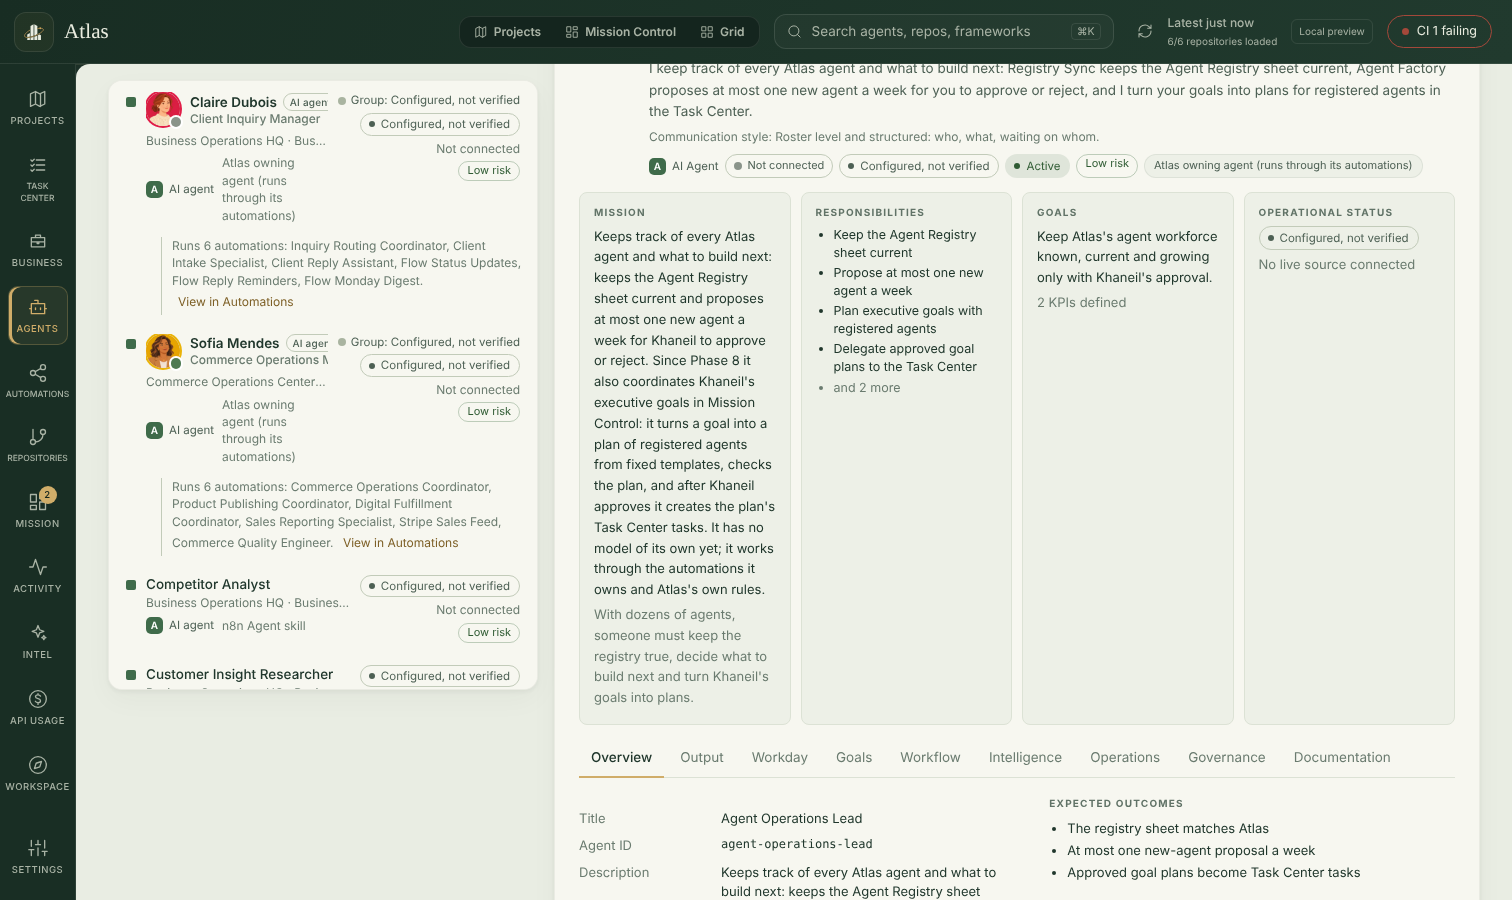 Atlas
Projects
Mission Control
Grid
Search agents, repos, frameworks
⌘K
Latest just now
6/6 repositories loaded
Local preview
CI 1 failing
PROJECTS
TASK
CENTER
BUSINESS
AGENTS
AUTOMATIONS
REPOSITORIES
2
MISSION
ACTIVITY
INTEL
API USAGE
WORKSPACE
SETTINGS
Claire Dubois
AI agen
Group: Configured, not verified
Client Inquiry Manager
Configured, not verified
Business Operations HQ · Bus...
Not connected
Low risk
A
AI agent
Atlas owning
agent (runs
through its
automations)
Runs 6 automations: Inquiry Routing Coordinator, Client
Intake Specialist, Client Reply Assistant, Flow Status Updates,
Flow Reply Reminders, Flow Monday Digest.
View in Automations
Sofia Mendes
AI agen
Group: Configured, not verified
Commerce Operations M
Configured, not verified
Commerce Operations Center...
Not connected
Low risk
A
AI agent
Atlas owning
agent (runs
through its
automations)
Runs 6 automations: Commerce Operations Coordinator,
Product Publishing Coordinator, Digital Fulfillment
Coordinator, Sales Reporting Specialist, Stripe Sales Feed,
Commerce Quality Engineer. View in Automations
Competitor Analyst
Configured, not verified
Business Operations HQ · Busines...
Not connected
A
AI agent
n8n Agent skill
Low risk
Customer Insight Researcher
Configured, not verified
I keep track of every Atlas agent and what to build next: Registry Sync keeps the Agent Registry sheet current, Agent Factory
proposes at most one new agent a week for you to approve or reject, and I turn your goals into plans for registered agents in
the Task Center.
Communication style: Roster level and structured: who, what, waiting on whom.
A
AI Agent
Not connected
Configured, not verified
Active
Low risk
Atlas owning agent (runs through its automations)
MISSION
Keeps track of every Atlas
agent and what to build next:
keeps the Agent Registry
sheet current and proposes
at most one new agent a
week for Khaneil to approve
or reject. Since Phase 8 it
also coordinates Khaneil's
executive goals in Mission
Control: it turns a goal into a
plan of registered agents
from fixed templates, checks
the plan, and after Khaneil
approves it creates the plan's
Task Center tasks. It has no
model of its own yet; it works
through the automations it
owns and Atlas's own rules.
With dozens of agents,
someone must keep the
registry true, decide what to
build next and turn Khaneil's
goals into plans.
RESPONSIBILITIES
• Keep the Agent Registry
sheet current
• Propose at most one new
agent a week
• Plan executive goals with
registered agents
• Delegate approved goal
plans to the Task Center
• and 2 more
GOALS
Keep Atlas's agent workforce
known, current and growing
only with Khaneil's approval.
2 KPIs defined
OPERATIONAL STATUS
Configured, not verified
No live source connected
Overview
Output
Workday
Goals
Workflow
Intelligence
Operations
Governance
Documentation
Title
Agent Operations Lead
Agent ID
agent-operations-lead
Description
Keeps track of every Atlas agent and what to
build next: keeps the Agent Registry sheet
EXPECTED OUTCOMES
• The registry sheet matches Atlas
• At most one new-agent proposal a week
• Approved goal plans become Task Center tasks